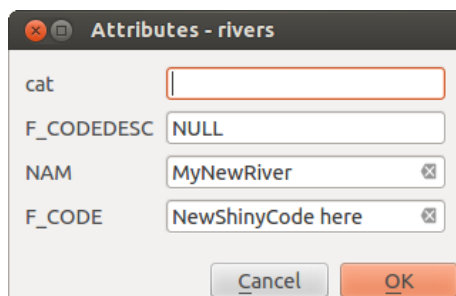 Attributes - rivers
cat
F_CODEDESC NULL
NAM MyNewRiver
F_CODE NewShinyCode here
Cancel OK